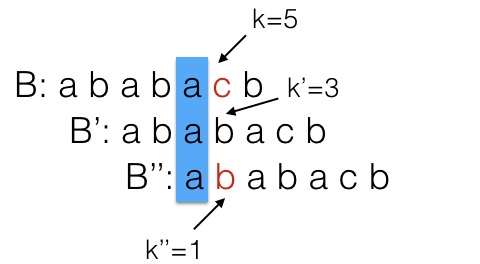 k=5
B: a b a b a c b
k’=3
B’: a b a b a c b
B”: a b a b a c b
k”=1